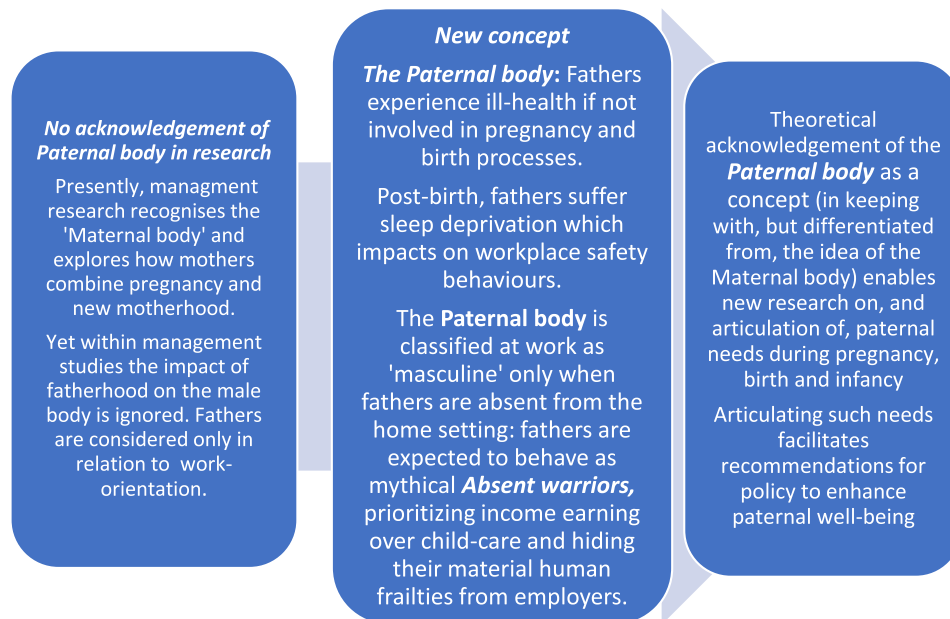 No acknowledgement of
Paternal body in research
Presently, managment
research recognises the
'Maternal body' and
explores how mothers
combine pregnancy and
new motherhood.
Yet within management
studies the impact of
fatherhood on the male
body is ignored. Fathers
are considered only in
relation to work-
orientation.
New concept
The Paternal body: Fathers
experience ill-health if not
involved in pregnancy and
birth processes.
Post-birth, fathers suffer
sleep deprivation which
impacts on workplace safety
behaviours.
The Paternal body is
classified at work as
'masculine' only when
fathers are absent from the
home setting: fathers are
expected to behave as
mythical Absent warriors,
prioritizing income earning
over child-care and hiding
their material human
frailties from employers.
Theoretical
acknowledgement of the
Paternal body as a
concept (in keeping
with, but differentiated
from, the idea of the
Maternal body) enables
new research on, and
articulation of, paternal
needs during pregnancy,
birth and infancy
Articulating such needs
facilitates
recommendations for
policy to enhance
paternal well-being